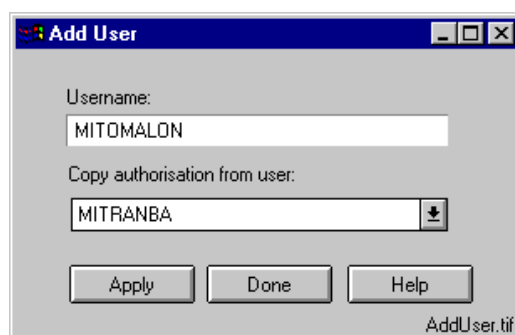 Add User
Username:
MITOMALON
Copy authorisation from user:
MITRANBA
Apply Done Help
AddUser.tif